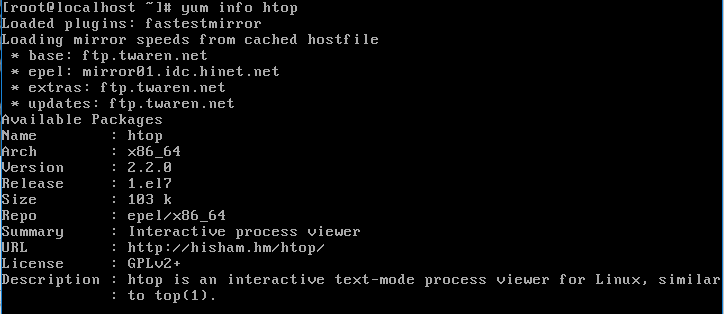 [root@localhost ~]# yum info htop
Loaded plugins: fastestmirror
Loading mirror speeds from cached hostfile
 * base: ftp.twaren.net
 * epel: mirror01.idc.hinet.net
 * extras: ftp.twaren.net
 * updates: ftp.twaren.net
Available Packages
Name        : htop
Arch        : x86_64
Version     : 2.2.0
Release     : 1.el7
Size        : 103 k
Repo        : epel/x86_64
Summary     : Interactive process viewer
URL         : http://hisham.hm/htop/
License     : GPLv2+
Description : htop is an interactive text-mode process viewer for Linux, similar
            : to top(1).